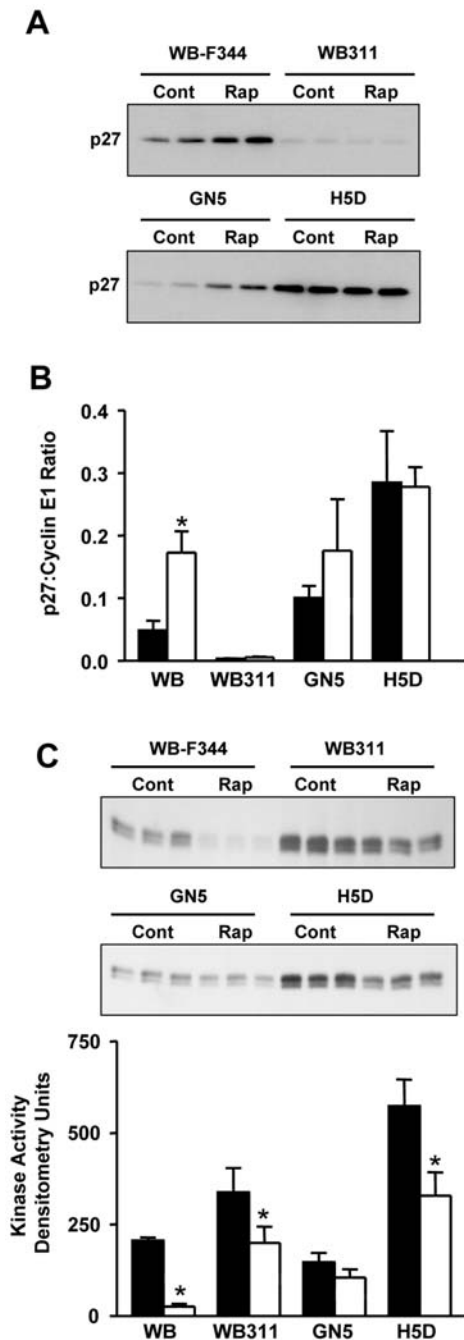 A
WB-F344 WB311
Cont Rap Cont Rap
p27
GN5 H5D
Cont Rap Cont Rap
p27
B
p27:Cyclin E1 Ratio
0.4
0.3
0.2
0.1
0.0
*
WB WB311 GN5 H5D
C
WB-F344 WB311
Cont Rap Cont Rap
GN5 H5D
Cont Rap Cont Rap
Kinase Activity
Densitometry Units
750
500
250
0
* * *
WB WB311 GN5 H5D